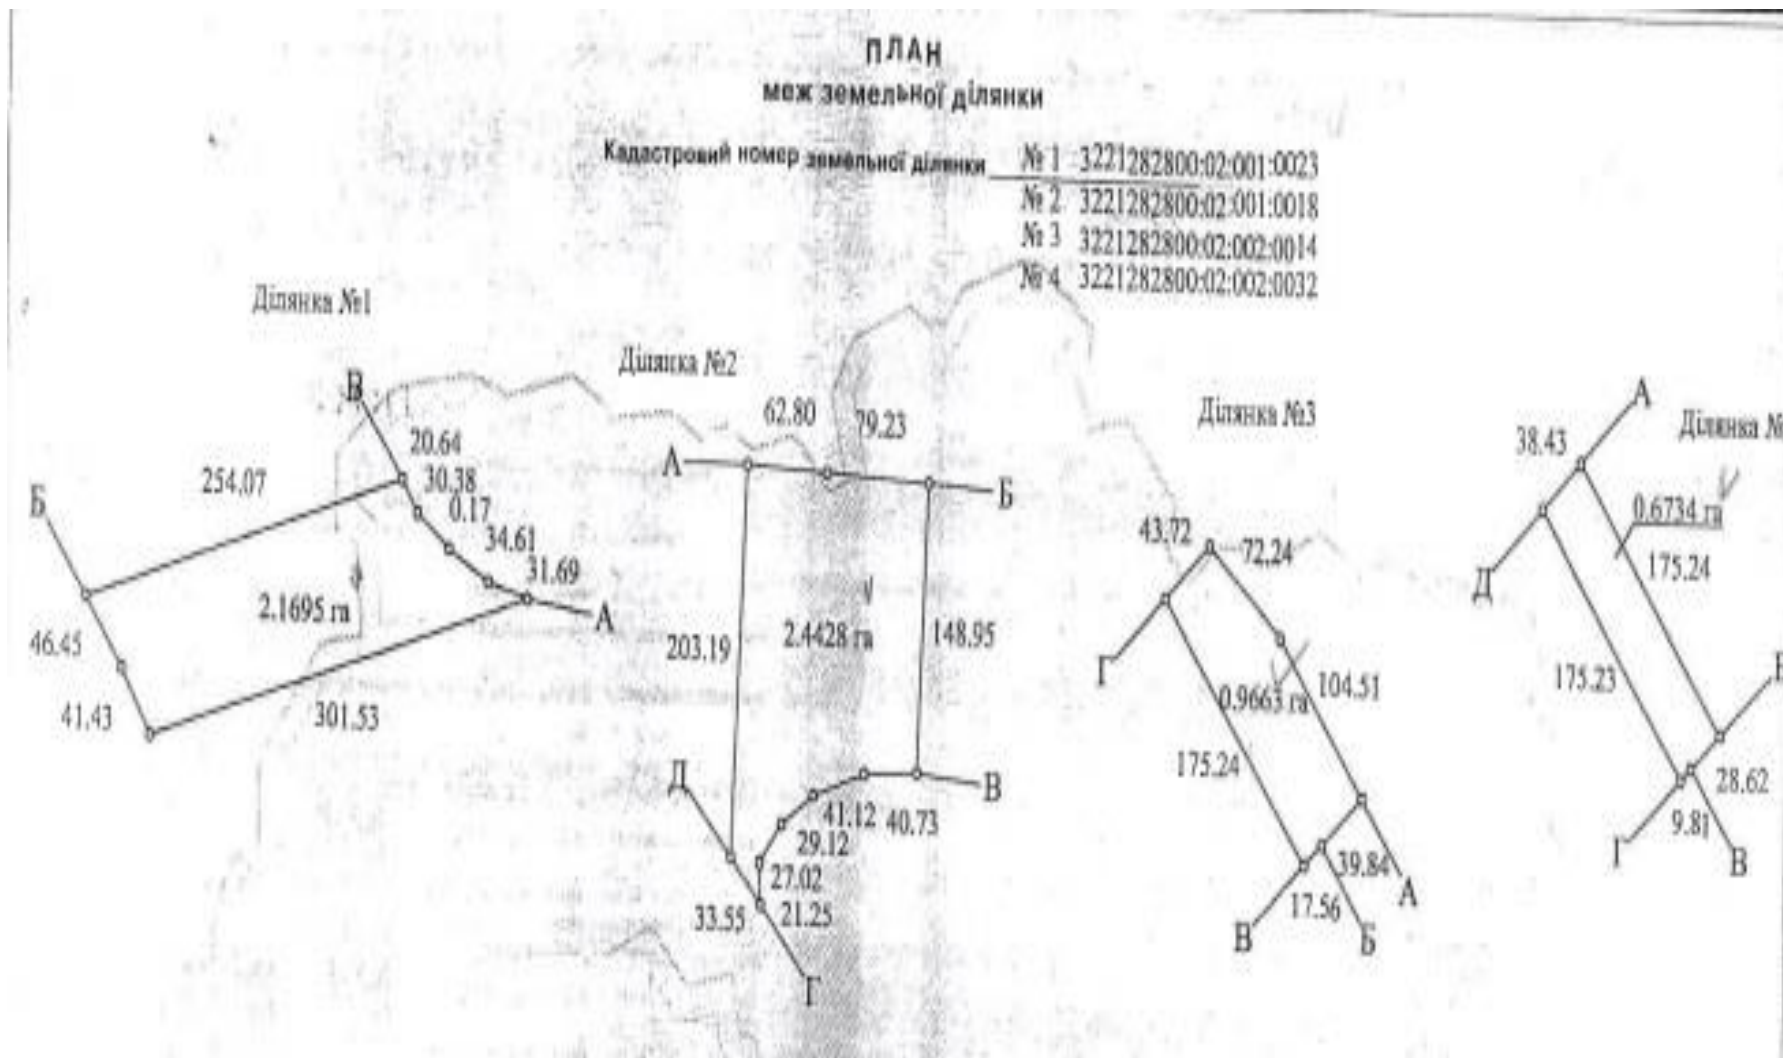 ПЛАН
меж земельної ділянки
Кадастровий номер земельної ділянки № 1 3221282800:02:001:0023
№ 2 3221282800:02:001:0018
№ 3 3221282800:02:002:0014
№ 4 3221282800:02:002:0032
Ділянка №1
В
20.64
30.38
0.17
34.61
31.69
А
254.07
Б
2.1695 га
46.45
41.43
301.53
Ділянка №2
62.80
79.23
А
Б
203.19
2.4428 га
148.95
Д
В
41.12
40.73
29.12
27.02
33.55
21.25
Г
Ділянка №3
43.72
72.24
Г
0.9663 га
104.51
175.24
39.84
А
17.56
В
Б
Ділянка №
А
38.43
0.6734 га
175.24
Д
175.23
28.62
9.81
Г
В